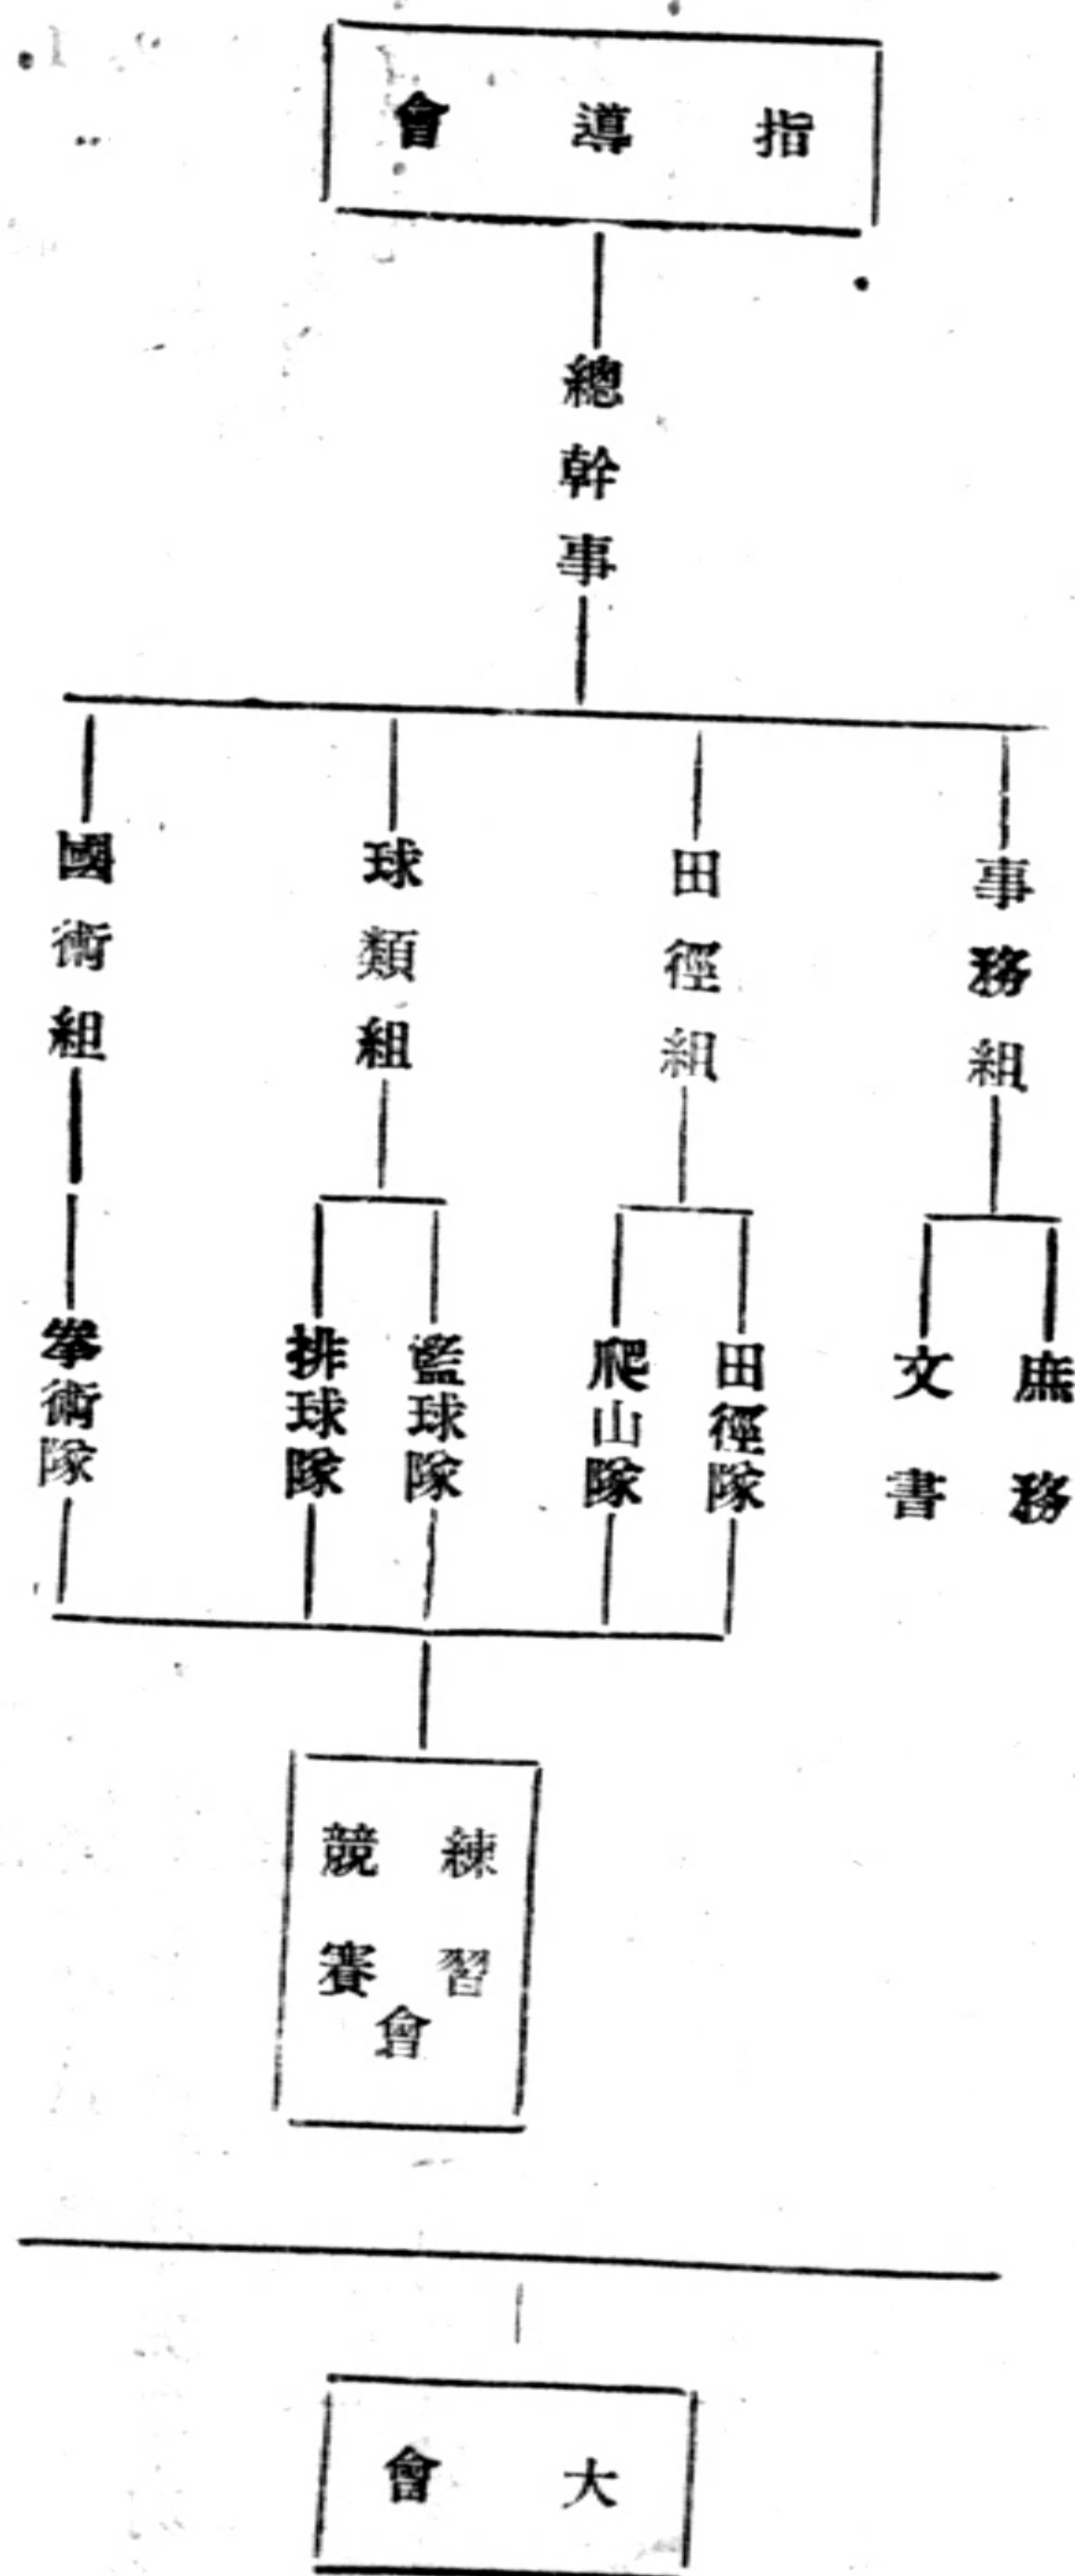 指導會
總幹事
事務組
田徑組
球類組
國術組
庶務
文書
田徑隊
爬山隊
籃球隊
排球隊
拳術隊
練習
競賽
會
大會